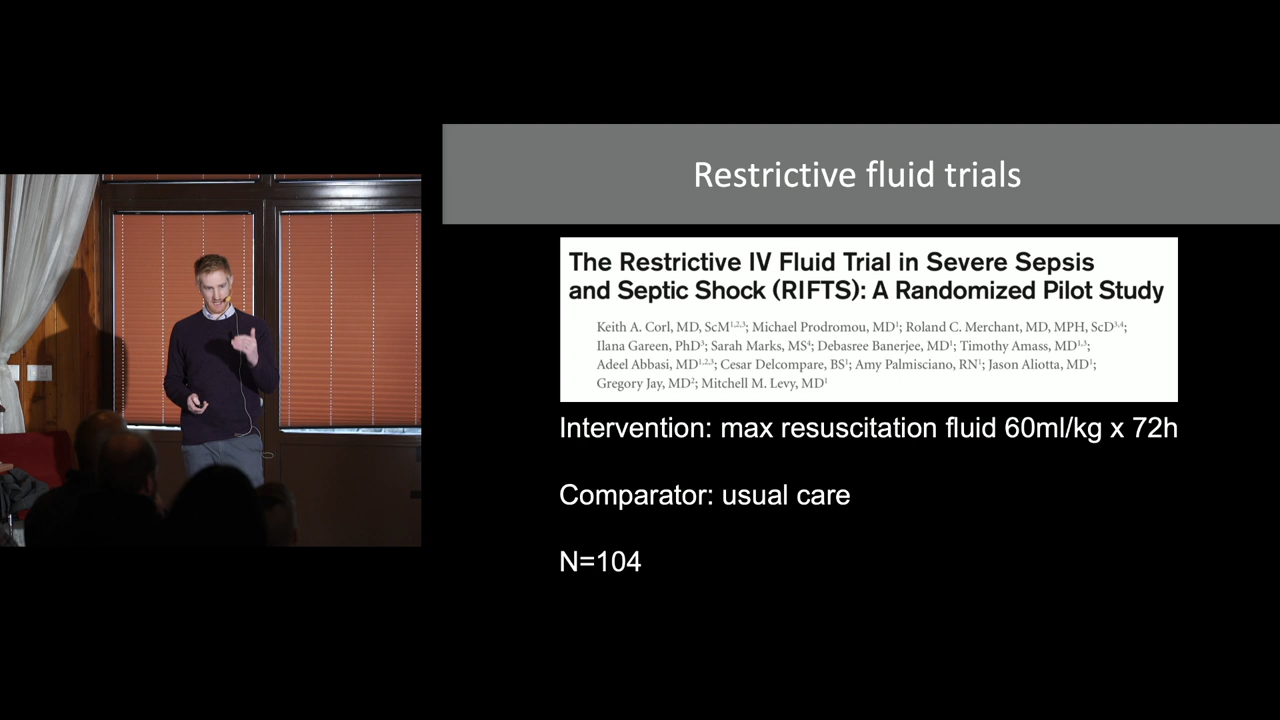 Restrictive fluid trials
The Restrictive IV Fluid Trial in Severe Sepsis
and Septic Shock (RIFTS): A Randomized Pilot Study
Keith A. Corl, MD, ScM1,2,3; Michael Prodromou, MD1; Roland C. Merchant, MD, MPH, ScD3,4;
Ilana Gareen, PhD3; Sarah Marks, MS4; Debasree Banerjee, MD1; Timothy Amass, MD1,3;
Adeel Abbasi, MD1,2,3; Cesar Delcompare, BS1; Amy Palmisciano, RN1; Jason Aliotta, MD1;
Gregory Jay, MD2; Mitchell M. Levy, MD1
Intervention: max resuscitation fluid 60ml/kg x 72h
Comparator: usual care
N=104